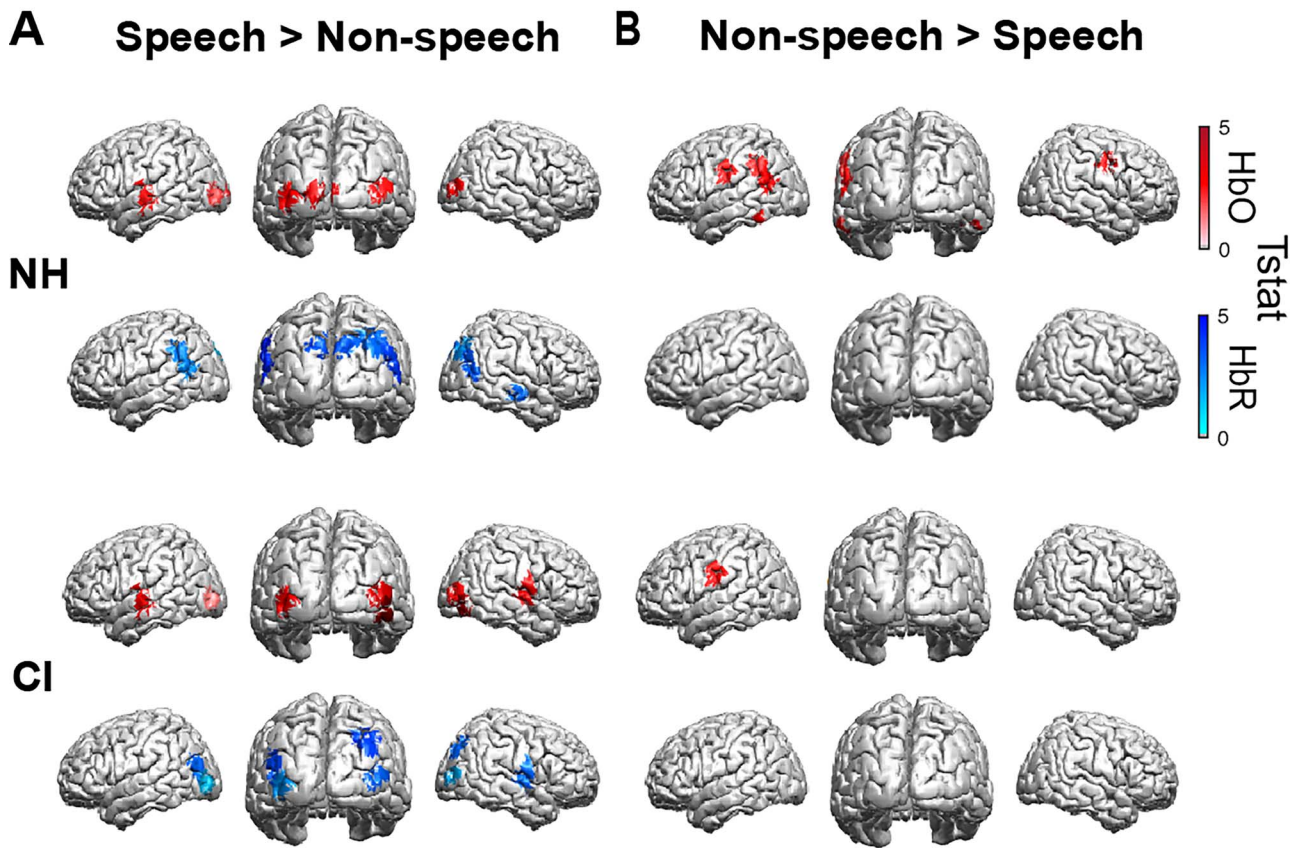 A
Speech > Non-speech
B
Non-speech > Speech
5
HbO
0
NH
Tstat
5
HbR
0
CI